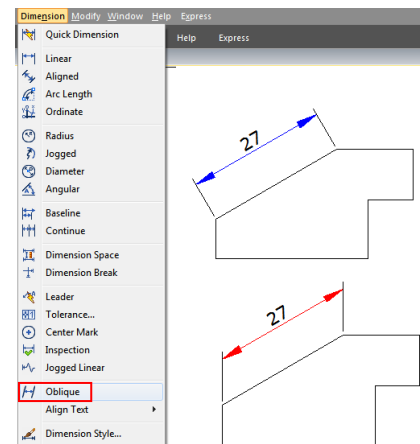 Dimension Modify Window Help Express
Help Express
Quick Dimension
Linear
Aligned
Arc Length
Ordinate
Radius
Jogged
Diameter
Angular
Baseline
Continue
Dimension Space
Dimension Break
Leader
Tolerance...
Center Mark
Inspection
Jogged Linear
Oblique
Align Text
Dimension Style...
27
27